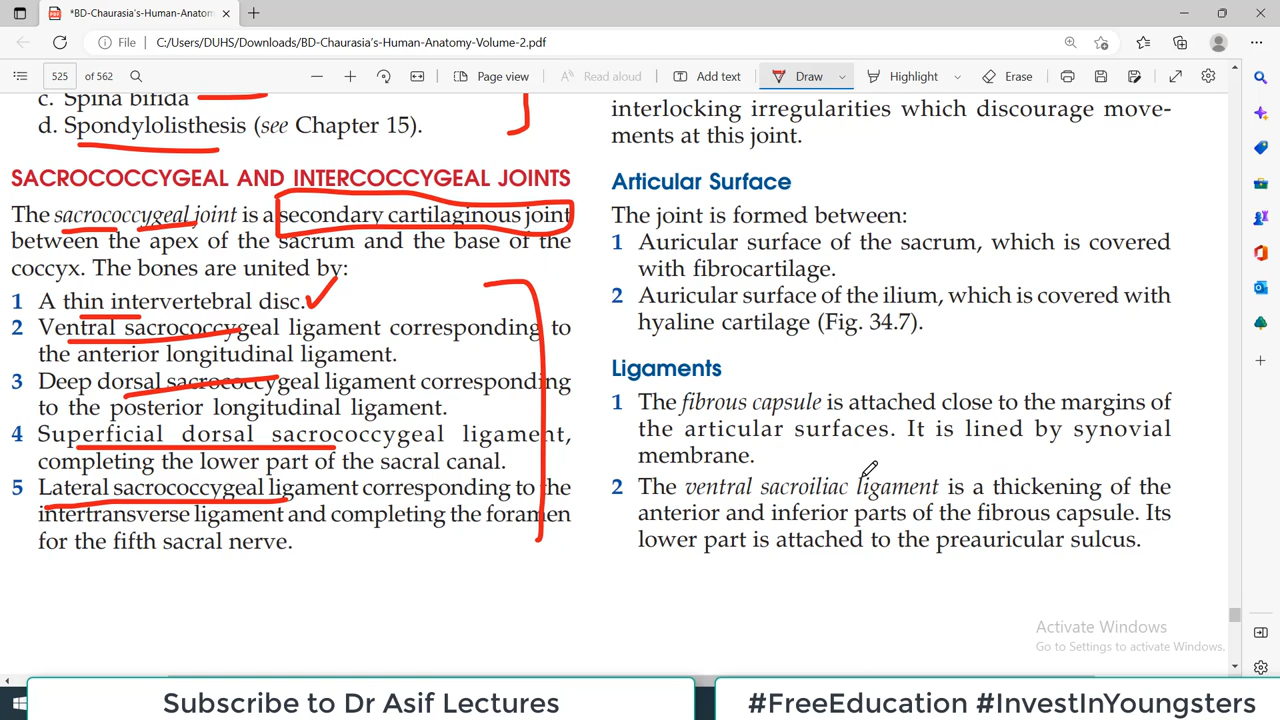 *BD-Chaurasia's-Human-Anatom
File
C:/Users/DUHS/Downloads/BD-Chaurasia's-Human-Anatomy-Volume-2.pdf
525 of 562
Page view
Read aloud
Add text
Draw
Highlight
Erase
c. Spina bifida
d. Spondylolisthesis (see Chapter 15).
SACROCOCCYGEAL AND INTERCOCCYGEAL JOINTS
The sacrococcygeal joint is a secondary cartilaginous joint
between the apex of the sacrum and the base of the
coccyx. The bones are united by:
1 A thin intervertebral disc.
2 Ventral sacrococcygeal ligament corresponding to
the anterior longitudinal ligament.
3 Deep dorsal sacrococcygeal ligament corresponding
to the posterior longitudinal ligament.
4 Superficial dorsal sacrococcygeal ligament,
completing the lower part of the sacral canal.
5 Lateral sacrococcygeal ligament corresponding to the
intertransverse ligament and completing the foramen
for the fifth sacral nerve.
interlocking irregularities which discourage move-
ments at this joint.
Articular Surface
The joint is formed between:
1 Auricular surface of the sacrum, which is covered
with fibrocartilage.
2 Auricular surface of the ilium, which is covered with
hyaline cartilage (Fig. 34.7).
Ligaments
1 The fibrous capsule is attached close to the margins of
the articular surfaces. It is lined by synovial
membrane.
2 The ventral sacroiliac ligament is a thickening of the
anterior and inferior parts of the fibrous capsule. Its
lower part is attached to the preauricular sulcus.
Activate Windows
Go to Settings to activate Windows.
Subscribe to Dr Asif Lectures
#FreeEducation #InvestInYoungsters